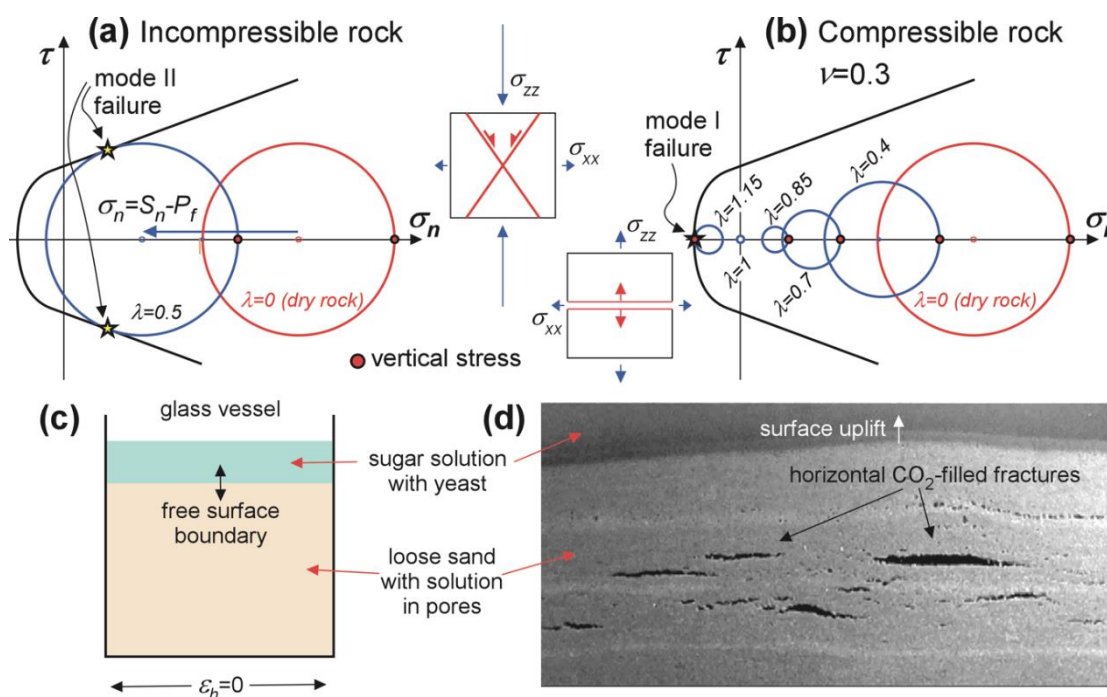 (a) Incompressible rock
τ
mode II
failure
σn=Sn-Pf
σn
λ=0.5
λ=0 (dry rock)
vertical stress
σzz
σxx
σzz
σxx
(b) Compressible rock
τ
ν=0.3
mode I
failure
λ=1.15
λ=0.85
λ=0.4
λ=1
λ=0.7
λ=0 (dry rock)
(c)
glass vessel
sugar solution
with yeast
free surface
boundary
loose sand
with solution
in pores
εh=0
(d)
surface uplift
horizontal CO2-filled fractures